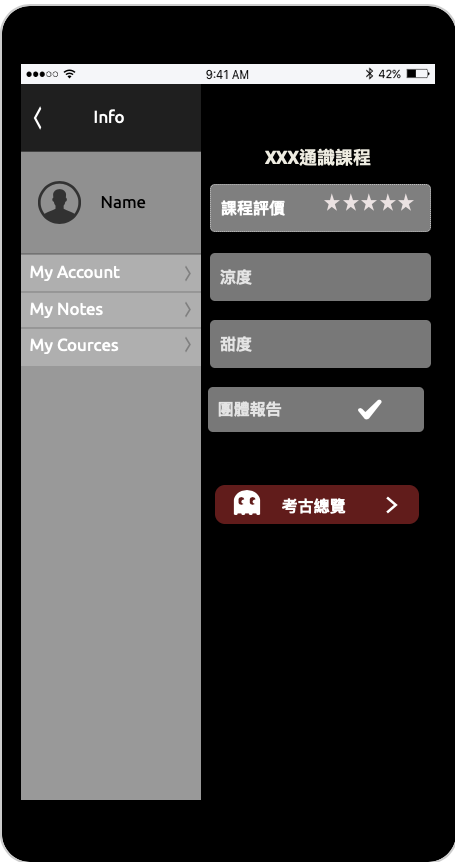 9:41 AM
42%
Info
Name
My Account
My Notes
My Cources
XXX通識課程
課程評價
涼度
甜度
團體報告
考古總覽